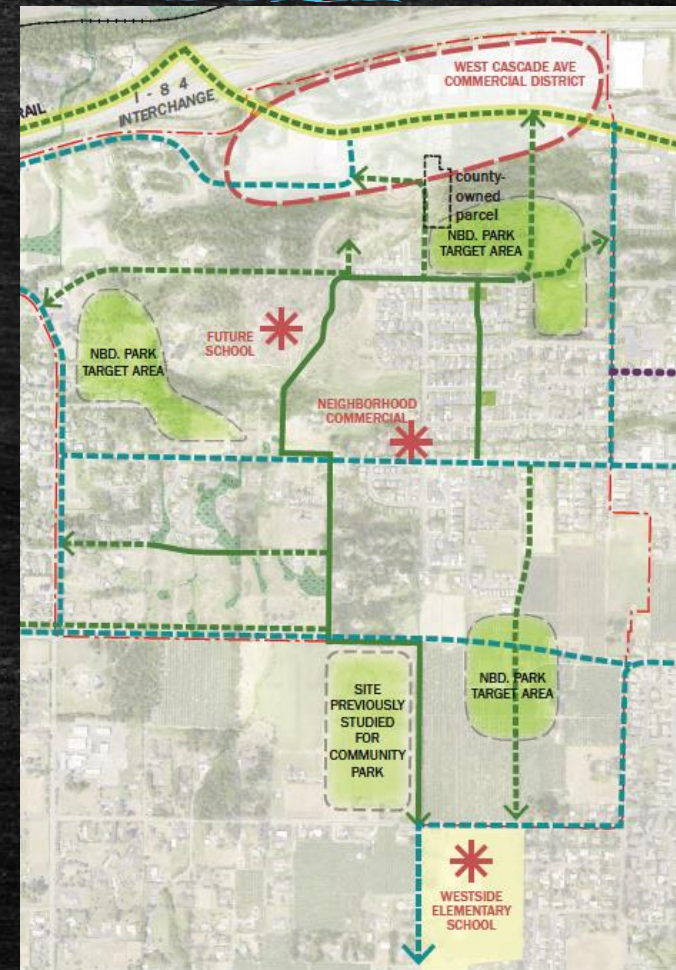 WEST CASCADE AVE
COMMERCIAL DISTRICT
I - 8 4
INTERCHANGE
county-
owned
parcel
NBD. PARK
TARGET AREA
FUTURE
SCHOOL
NBD. PARK
TARGET AREA
NEIGHBORHOOD
COMMERCIAL
SITE
PREVIOUSLY
STUDIED
FOR
COMMUNITY
PARK
NBD. PARK
TARGET AREA
WESTSIDE
ELEMENTARY
SCHOOL